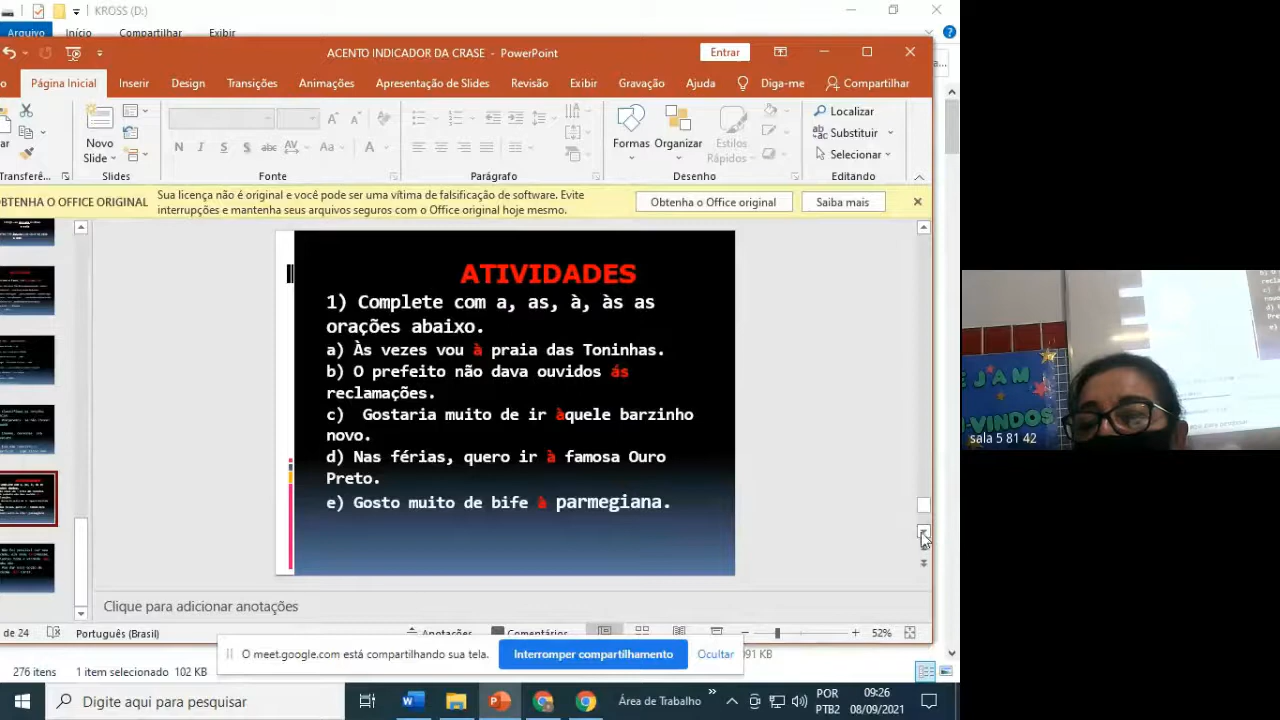 KROSS (D:)
Arquivo Início Compartilhar Exibir
ACENTO INDICADOR DA CRASE - PowerPoint Entrar
Página Inicial Inserir Design Transições Animações Apresentação de Slides Revisão Exibir Gravação Ajuda Diga-me Compartilhar
Novo Slide
Formas Organizar Estilos Rápidos
Localizar
Substituir
Selecionar
Slides Fonte Parágrafo Desenho Editando
OBTENHA O OFFICE ORIGINAL Sua licença não é original e você pode ser uma vítima de falsificação de software. Evite
interrupções e mantenha seus arquivos seguros com o Office original hoje mesmo.
Obtenha o Office original Saiba mais
ATIVIDADES
1) Complete com a, as, à, às as
orações abaixo.
a) Às vezes vou à praia das Toninhas.
b) O prefeito não dava ouvidos ás
reclamações.
c) Gostaria muito de ir àquele barzinho
novo.
d) Nas férias, quero ir à famosa Ouro
Preto.
e) Gosto muito de bife à parmegiana.
EJAM
VINDOS
sala 5 81 42
Clique para adicionar anotações
de 24 Português (Brasil) Anotações Comentários 52%
O meet.google.com está compartilhando sua tela. Interromper compartilhamento Ocultar
276 itens 1 item selecionado 102 KB
Digite aqui para pesquisar
Área de Trabalho
POR
PTB2
09:26
08/09/2021